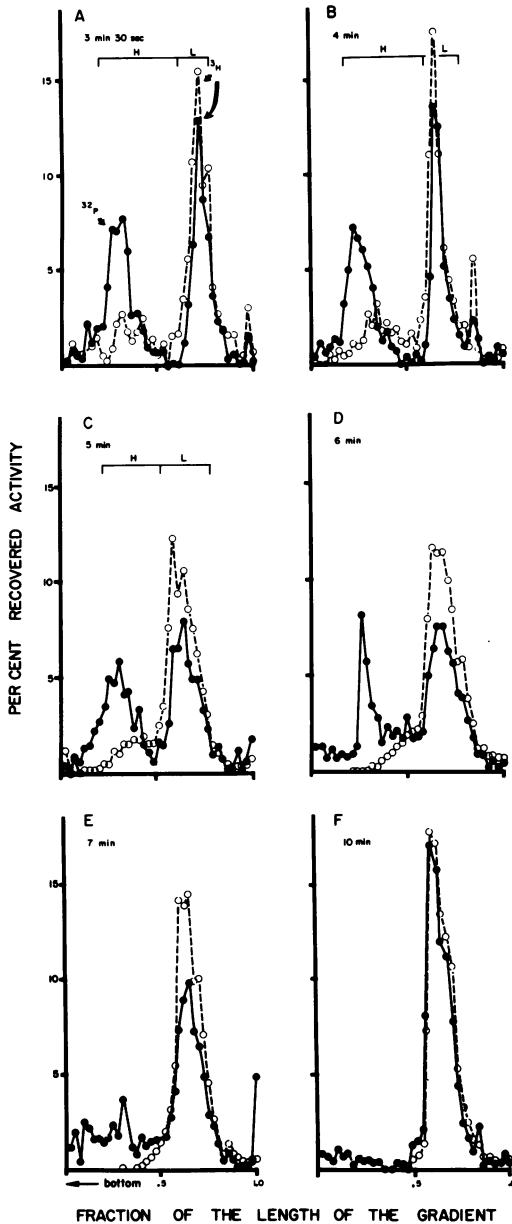 A
3 min 30 sec
H L
15
³H
10
³²P
5
B
4 min
H L
C
5 min
H L
15
10
5
D
6 min
E
7 min
15
10
5
F
10 min
PER CENT RECOVERED ACTIVITY
bottom .5 1.0
.5
FRACTION OF THE LENGTH OF THE GRADIENT